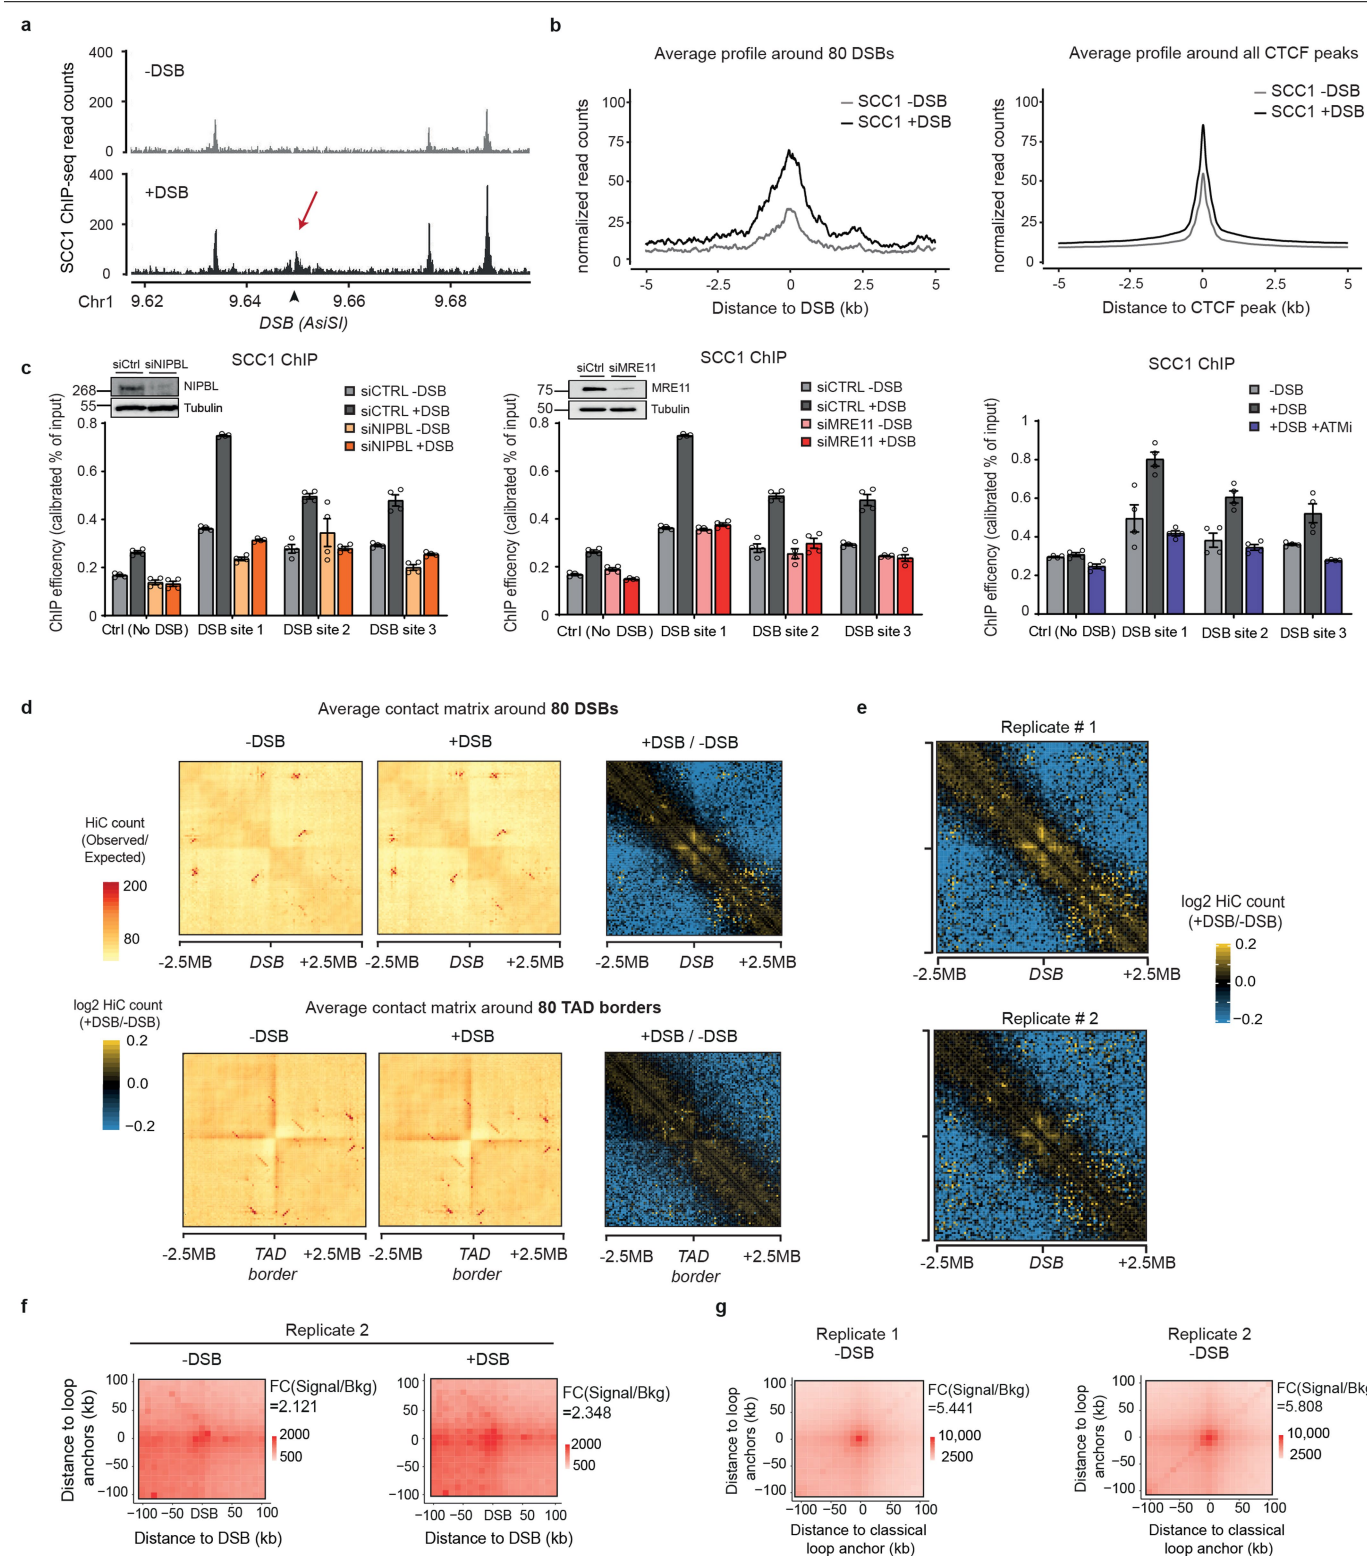 a
400
200
0
-DSB
400
200
0
+DSB
SCC1 ChIP-seq read counts
Chr1
9.62
9.64
9.66
9.68
DSB (AsiSI)
b
Average profile around 80 DSBs
SCC1 -DSB
SCC1 +DSB
normalized read counts
100
75
50
25
0
-5
-2.5
0
2.5
5
Distance to DSB (kb)
Average profile around all CTCF peaks
SCC1 -DSB
SCC1 +DSB
normalized read counts
100
75
50
25
0
-5
-2.5
0
2.5
5
Distance to CTCF peak (kb)
c
SCC1 ChIP
siCtrl siNIPBL
268
NIPBL
55
Tubulin
siCTRL -DSB
siCTRL +DSB
siNIPBL -DSB
siNIPBL +DSB
ChIP efficency (calibrated % of input)
0.8
0.6
0.4
0.2
0
Ctrl (No DSB)
DSB site 1
DSB site 2
DSB site 3
SCC1 ChIP
siCtrl siMRE11
75
MRE11
50
Tubulin
siCTRL -DSB
siCTRL +DSB
siMRE11 -DSB
siMRE11 +DSB
ChIP efficency (calibrated % of input)
0.8
0.6
0.4
0.2
0
Ctrl (No DSB)
DSB site 1
DSB site 2
DSB site 3
SCC1 ChIP
-DSB
+DSB
+DSB +ATMi
ChIP efficency (calibrated % of input)
1
0.8
0.6
0.4
0.2
0
Ctrl (No DSB)
DSB site 1
DSB site 2
DSB site 3
d
Average contact matrix around 80 DSBs
-DSB
+DSB
+DSB / -DSB
HiC count
(Observed/
Expected)
200
80
-2.5MB
DSB
+2.5MB
-2.5MB
DSB
+2.5MB
-2.5MB
DSB
+2.5MB
log2 HiC count
(+DSB/-DSB)
0.2
0.0
−0.2
Average contact matrix around 80 TAD borders
-DSB
+DSB
+DSB / -DSB
-2.5MB
TAD
border
+2.5MB
-2.5MB
TAD
border
+2.5MB
-2.5MB
TAD
border
+2.5MB
e
Replicate # 1
-2.5MB
DSB
+2.5MB
log2 HiC count
(+DSB/-DSB)
0.2
0.0
−0.2
Replicate # 2
-2.5MB
DSB
+2.5MB
f
Replicate 2
-DSB
+DSB
Distance to loop
anchors (kb)
100
50
0
−50
−100
−100 −50 DSB 50 100
Distance to DSB (kb)
FC(Signal/Bkg)
=2.121
2000
500
100
50
0
−50
−100
−100 −50 DSB 50 100
Distance to DSB (kb)
FC(Signal/Bkg)
=2.348
2000
500
g
Replicate 1
-DSB
Distance to loop
anchors (kb)
100
50
0
−50
−100
−100 −50 0 50 100
Distance to classical
loop anchor (kb)
FC(Signal/Bkg)
=5.441
10,000
2500
Replicate 2
-DSB
Distance to loop
anchors (kb)
100
50
0
−50
−100
−100 −50 0 50 100
Distance to classical
loop anchor (kb)
FC(Signal/Bkg)
=5.808
10,000
2500